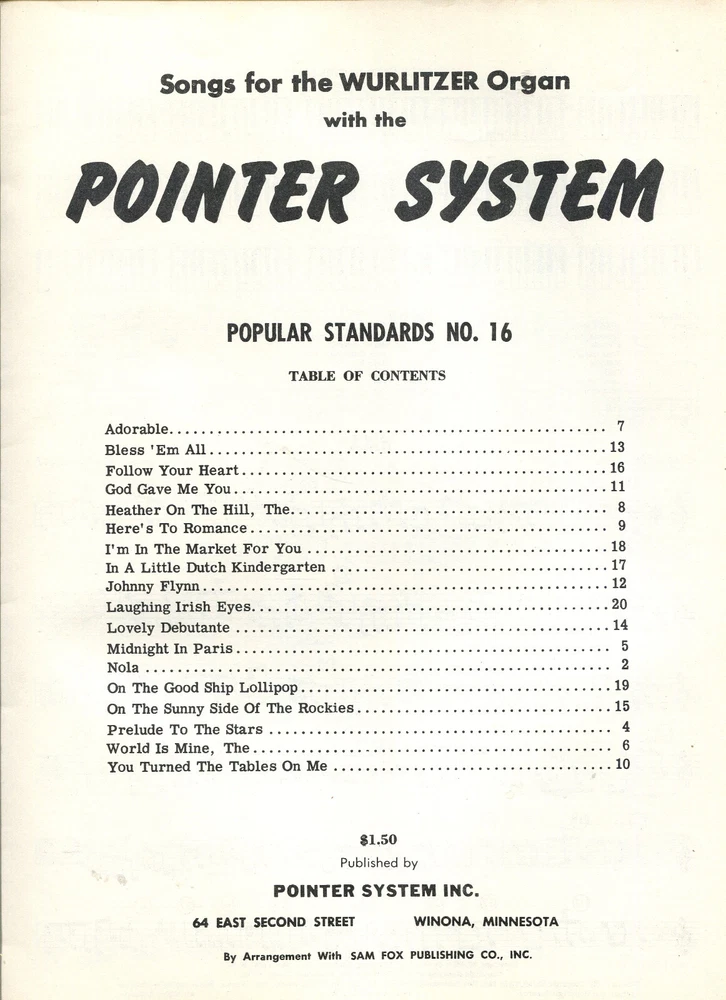 Songs for the WURLITZER Organ
with the
POINTER SYSTEM
POPULAR STANDARDS NO. 16
TABLE OF CONTENTS
Adorable. . . . . . . . . . . . . . . . . . . . . . . . . 7
Bless 'Em All . . . . . . . . . . . . . . . . . . . . . . . . . 13
Follow Your Heart . . . . . . . . . . . . . . . . . . . . . . . . . 16
God Gave Me You . . . . . . . . . . . . . . . . . . . . . . . . . 11
Heather On The Hill, The. . . . . . . . . . . . . . . . . . . . . . . . . 8
Here's To Romance . . . . . . . . . . . . . . . . . . . . . . . . . 9
I'm In The Market For You . . . . . . . . . . . . . . . . . . . . . . . . . 18
In A Little Dutch Kindergarten . . . . . . . . . . . . . . . . . . . . . . . . . 17
Johnny Flynn . . . . . . . . . . . . . . . . . . . . . . . . . 12
Laughing Irish Eyes. . . . . . . . . . . . . . . . . . . . . . . . . 20
Lovely Debutante . . . . . . . . . . . . . . . . . . . . . . . . . 14
Midnight In Paris . . . . . . . . . . . . . . . . . . . . . . . . . 5
Nola . . . . . . . . . . . . . . . . . . . . . . . . . 2
On The Good Ship Lollipop . . . . . . . . . . . . . . . . . . . . . . . . . 19
On The Sunny Side Of The Rockies . . . . . . . . . . . . . . . . . . . . . . . . . 15
Prelude To The Stars . . . . . . . . . . . . . . . . . . . . . . . . . 4
World Is Mine, The . . . . . . . . . . . . . . . . . . . . . . . . . 6
You Turned The Tables On Me . . . . . . . . . . . . . . . . . . . . . . . . . 10
$1.50
Published by
POINTER SYSTEM INC.
64 EAST SECOND STREET WINONA, MINNESOTA
By Arrangement With SAM FOX PUBLISHING CO., INC.